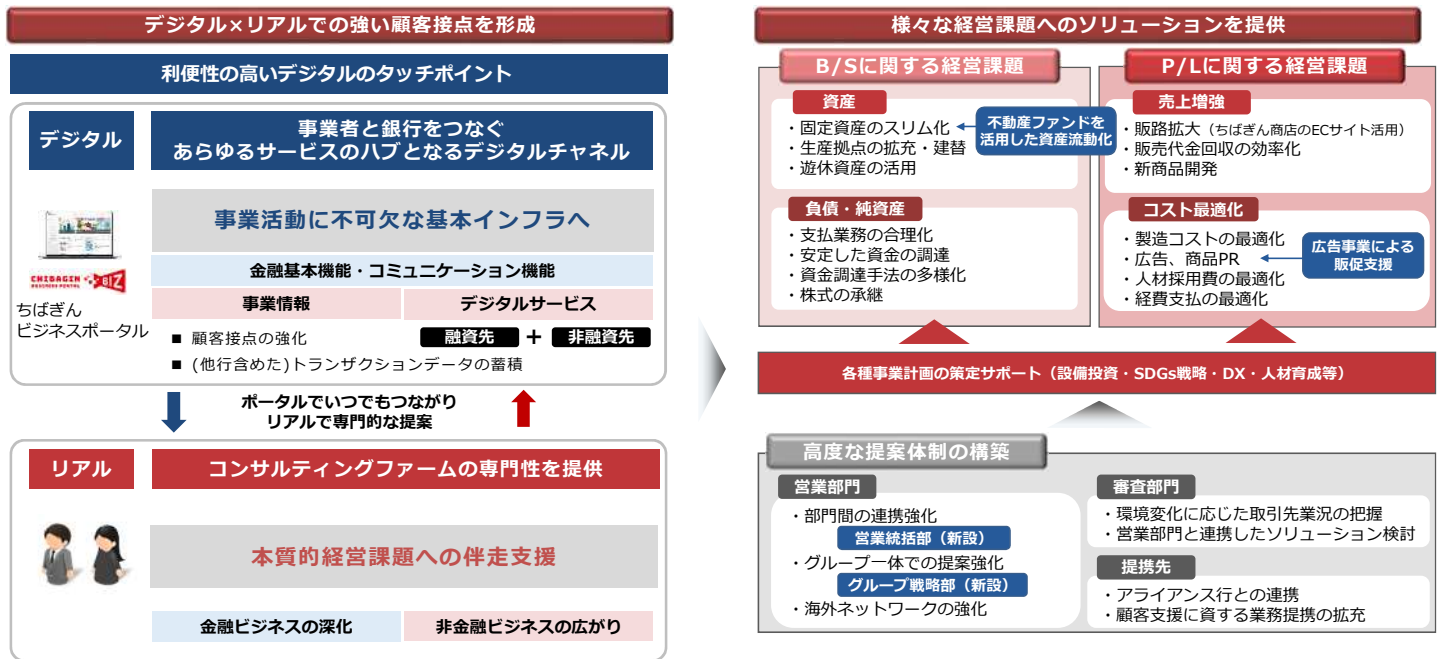 デジタル×リアルでの強い顧客接点を形成
利便性の高いデジタルのタッチポイント
デジタル
事業者と銀行をつなぐ
あらゆるサービスのハブとなるデジタルチャネル
事業活動に不可欠な基本インフラへ
金融基本機能・コミュニケーション機能
事業情報
デジタルサービス
CHIBAGIN BIZ
BUSINESS PORTAL
ちばぎん
ビジネスポータル
■ 顧客接点の強化
融資先 + 非融資先
■ (他行含めた)トランザクションデータの蓄積
ポータルでいつでもつながり
リアルで専門的な提案
リアル
コンサルティングファームの専門性を提供
本質的経営課題への伴走支援
金融ビジネスの深化
非金融ビジネスの広がり
様々な経営課題へのソリューションを提供
B/Sに関する経営課題
資産
・固定資産のスリム化
・生産拠点の拡充・建替
・遊休資産の活用
不動産ファンドを
活用した資産流動化
負債・純資産
・支払業務の合理化
・安定した資金の調達
・資金調達手法の多様化
・株式の承継
P/Lに関する経営課題
売上増強
・販路拡大（ちばぎん商店のECサイト活用）
・販売代金回収の効率化
・新商品開発
コスト最適化
・製造コストの最適化
・広告、商品PR
・人材採用費の最適化
・経費支払の最適化
広告事業による
販促支援
各種事業計画の策定サポート（設備投資・SDGs戦略・DX・人材育成等）
高度な提案体制の構築
営業部門
・部門間の連携強化
営業統括部（新設）
・グループ一体での提案強化
グループ戦略部（新設）
・海外ネットワークの強化
審査部門
・環境変化に応じた取引先業況の把握
・営業部門と連携したソリューション検討
提携先
・アライアンス行との連携
・顧客支援に資する業務提携の拡充